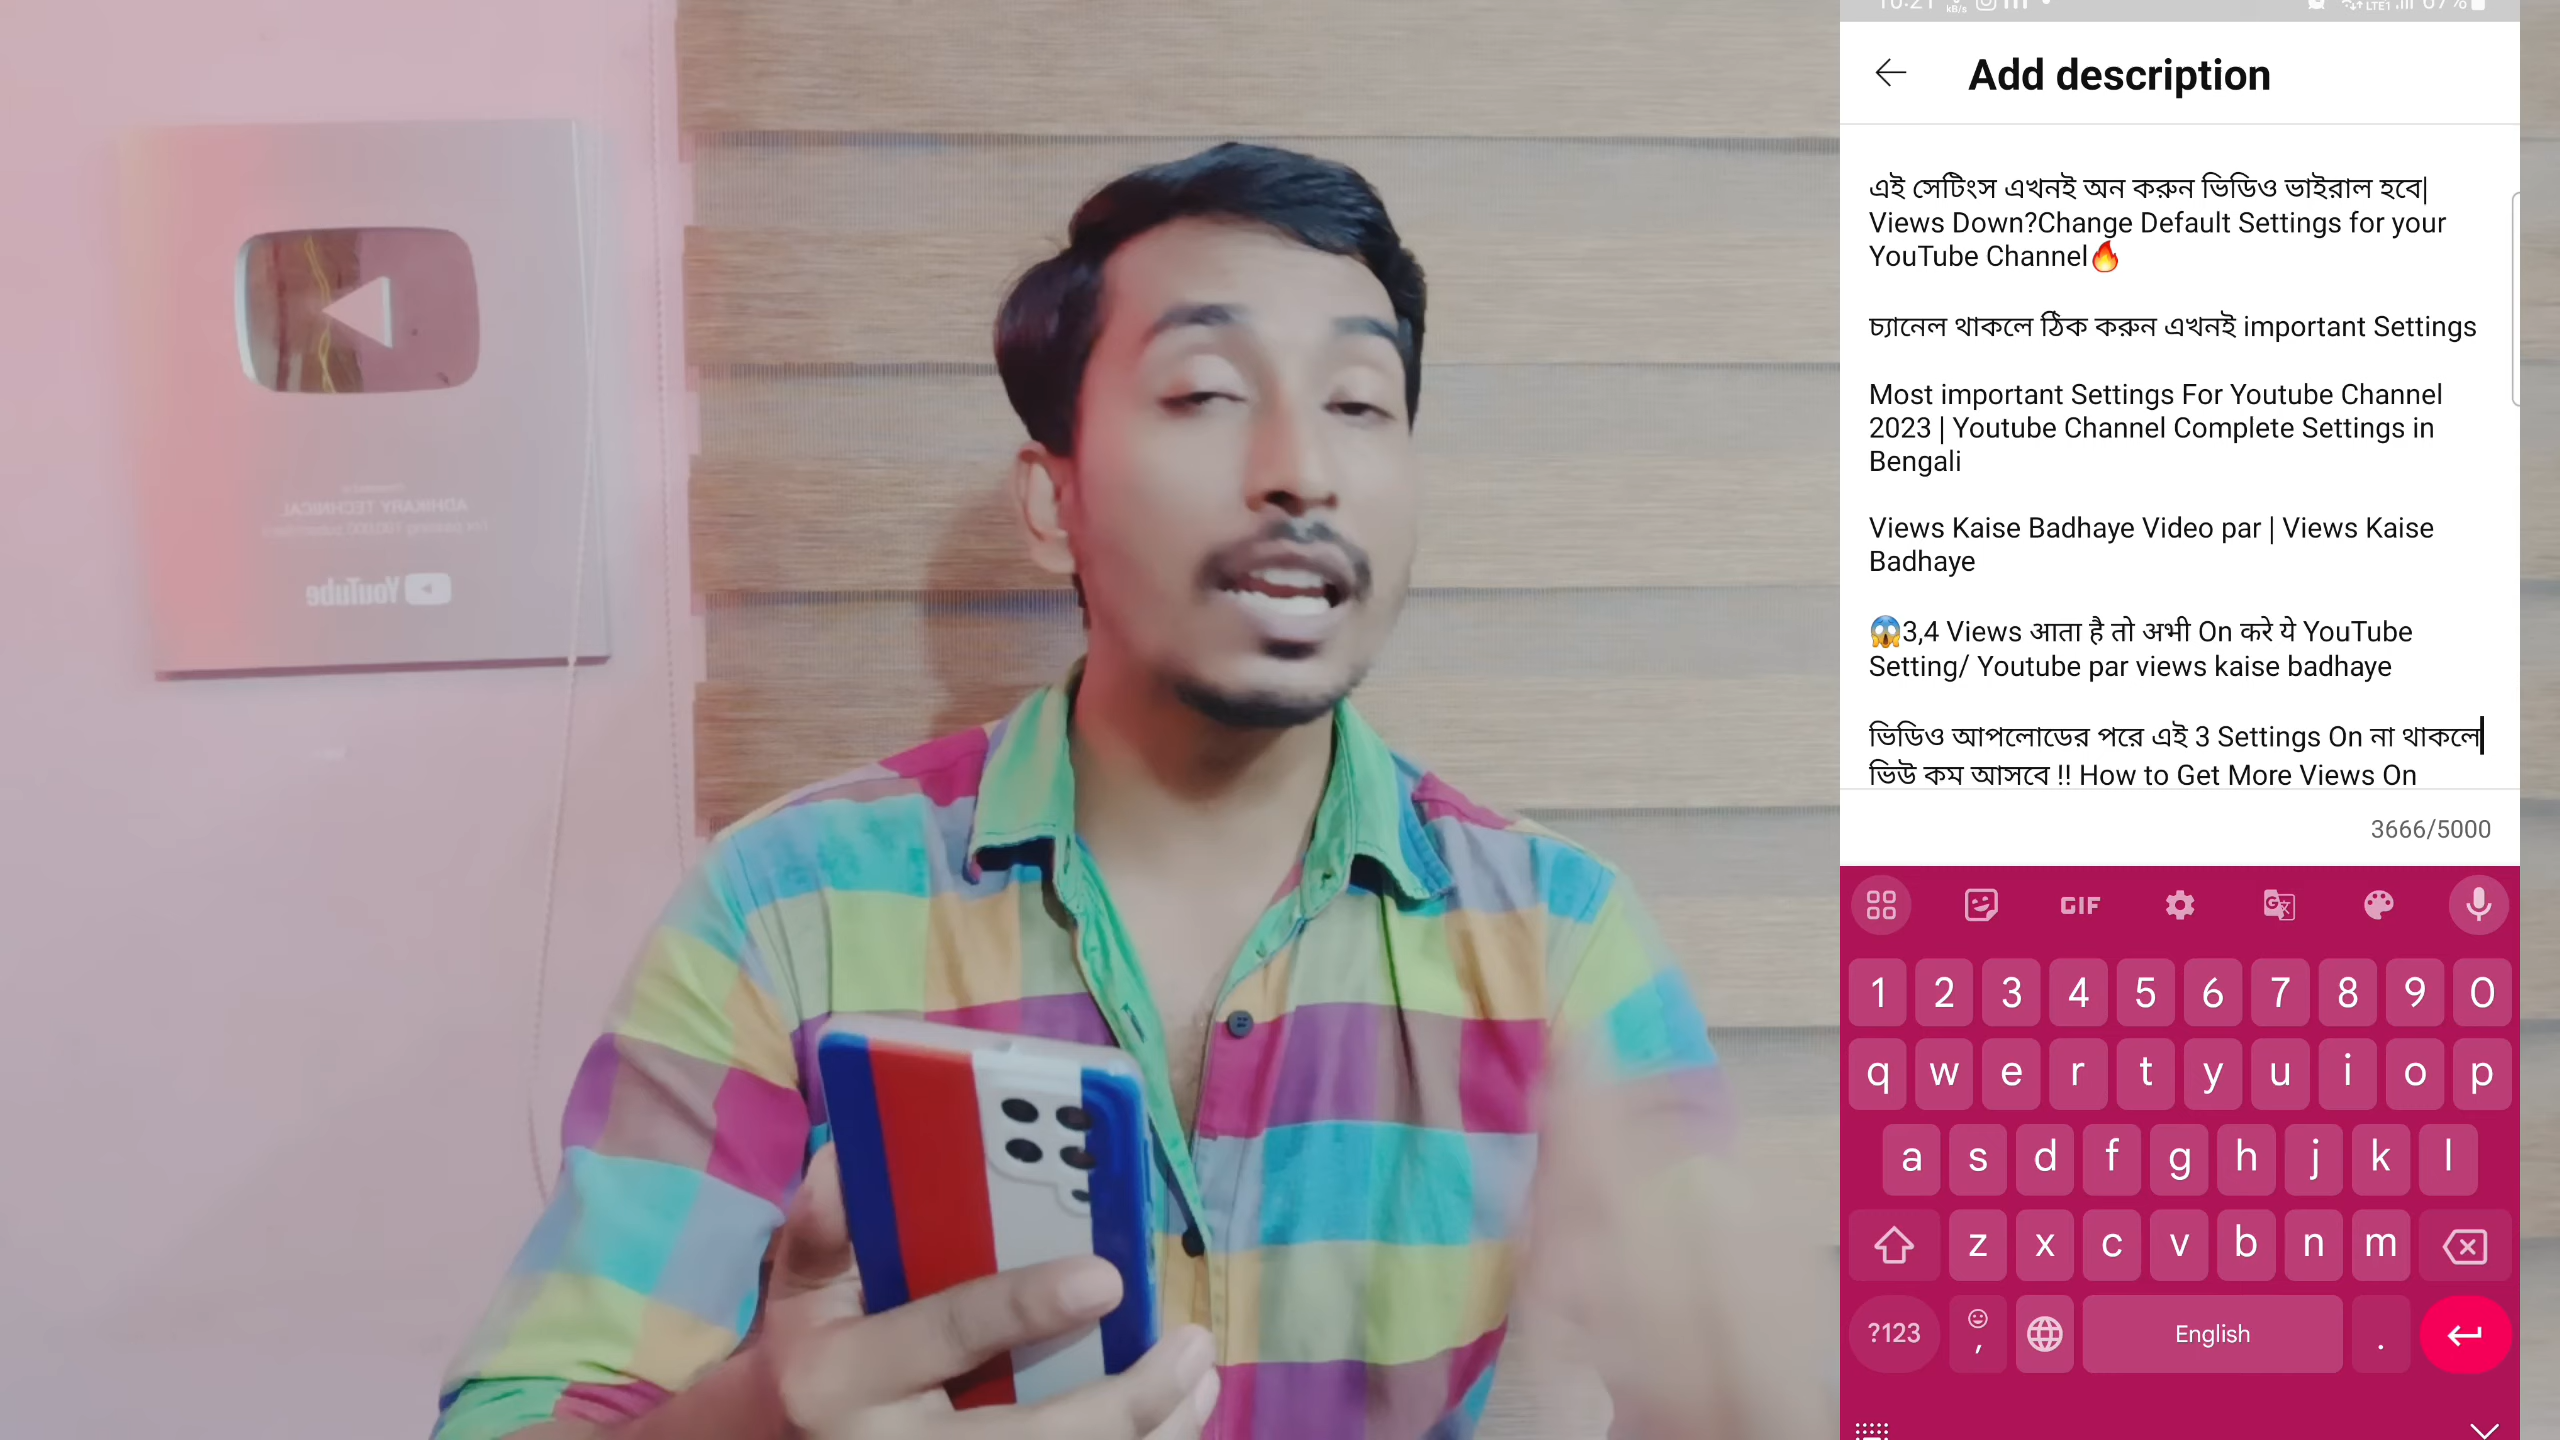 ADHIKARY TECHNICAL
YouTube
Add description
এই সেটিংস এখনই অন করুন ভিডিও ভাইরাল হবে|
Views Down?Change Default Settings for your
YouTube Channel🔥
চ্যানেল থাকলে ঠিক করুন এখনই important Settings
Most important Settings For Youtube Channel
2023 | Youtube Channel Complete Settings in
Bengali
Views Kaise Badhaye Video par | Views Kaise
Badhaye
😱3,4 Views आता है तो अभी On करे ये YouTube
Setting/ Youtube par views kaise badhaye
ভিডিও আপলোডের পরে এই 3 Settings On না থাকলে
ভিউ কম আসবে !! How to Get More Views On
3666/5000
GIF
1 2 3 4 5 6 7 8 9 0
q w e r t y u i o p
a s d f g h j k l
z x c v b n m
?123 , English .